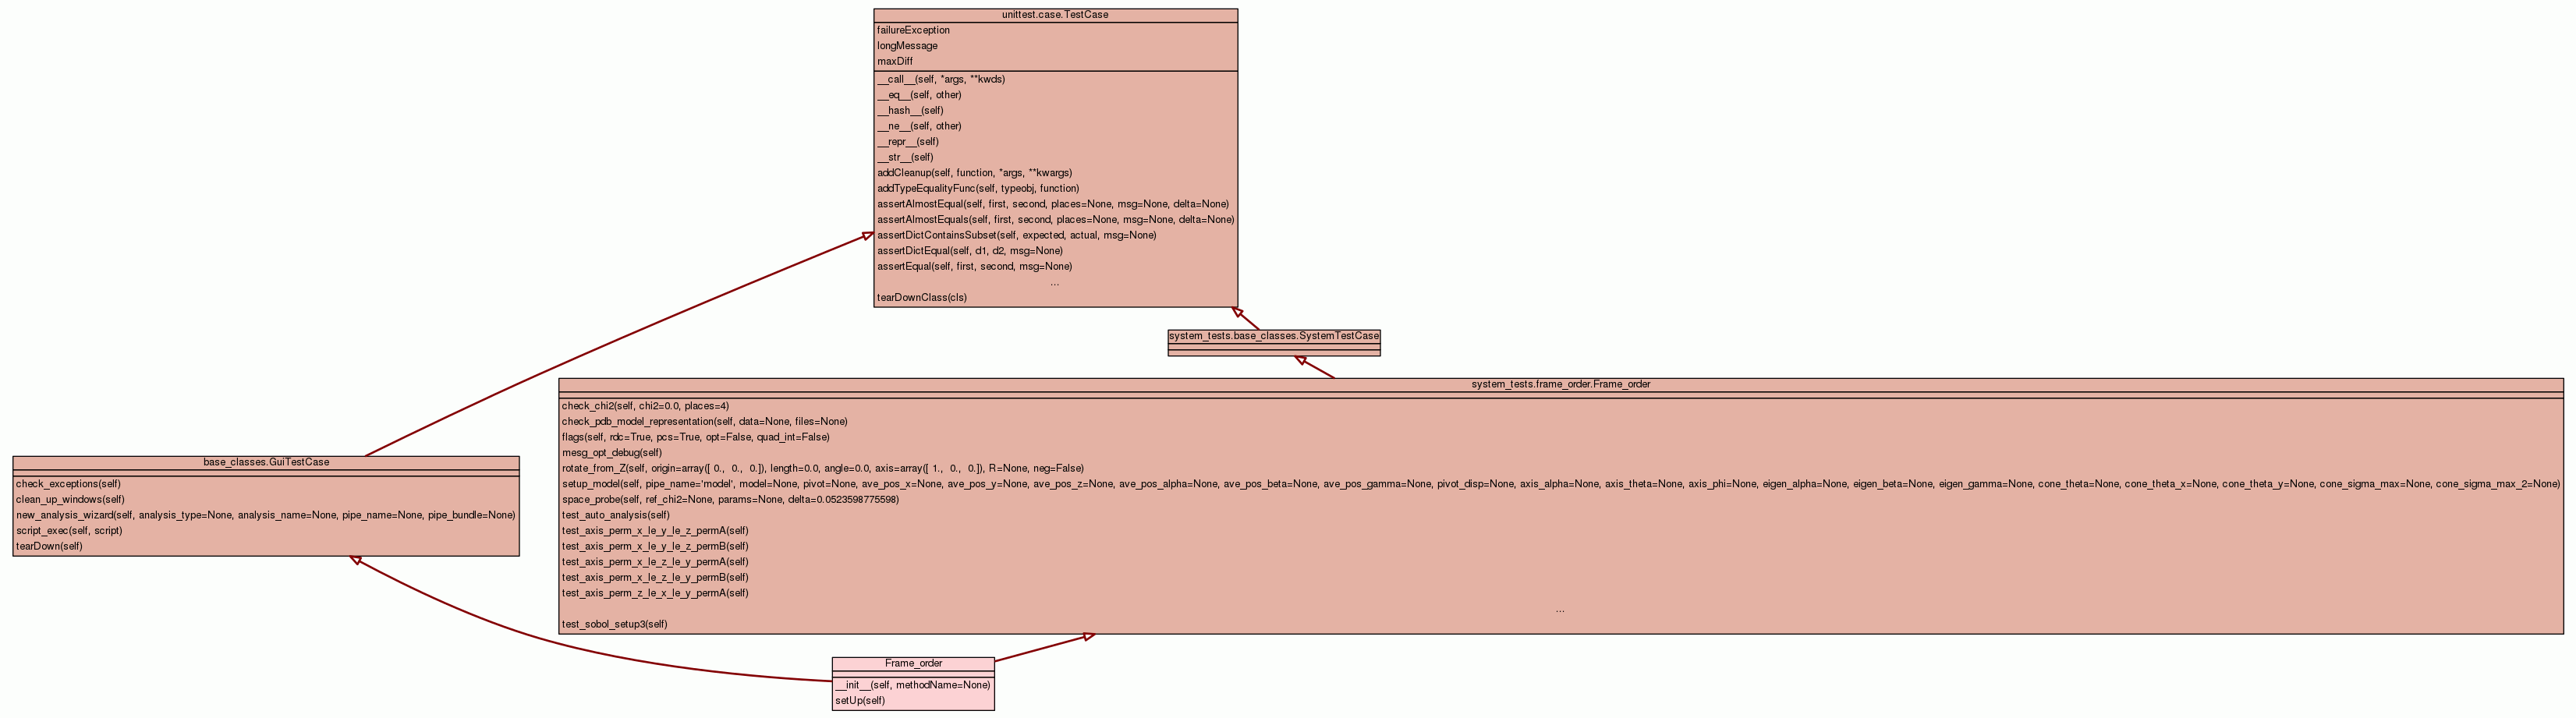 unittest.case.TestCase
failureException
longMessage
maxDiff
__call__(self, *args, **kwds)
__eq__(self, other)
__hash__(self)
__ne__(self, other)
__repr__(self)
__str__(self)
addCleanup(self, function, *args, **kwargs)
addTypeEqualityFunc(self, typeobj, function)
assertAlmostEqual(self, first, second, places=None, msg=None, delta=None)
assertAlmostEquals(self, first, second, places=None, msg=None, delta=None)
assertDictContainsSubset(self, expected, actual, msg=None)
assertDictEqual(self, d1, d2, msg=None)
assertEqual(self, first, second, msg=None)
...
tearDownClass(cls)
system_tests.base_classes.SystemTestCase
system_tests.frame_order.Frame_order
check_chi2(self, chi2=0.0, places=4)
check_pdb_model_representation(self, data=None, files=None)
flags(self, rdc=True, pcs=True, opt=False, quad_int=False)
mesg_opt_debug(self)
rotate_from_Z(self, origin=array([ 0.,  0.,  0.]), length=0.0, angle=0.0, axis=array([ 1.,  0.,  0.]), R=None, neg=False)
setup_model(self, pipe_name='model', model=None, pivot=None, ave_pos_x=None, ave_pos_y=None, ave_pos_z=None, ave_pos_alpha=None, ave_pos_beta=None, ave_pos_gamma=None, pivot_disp=None, axis_alpha=None, axis_theta=None, axis_phi=None, eigen_alpha=None, eigen_beta=None, eigen_gamma=None, cone_theta=None, cone_theta_x=None, cone_theta_y=None, cone_sigma_max=None, cone_sigma_max_2=None)
space_probe(self, ref_chi2=None, params=None, delta=0.0523598775598)
test_auto_analysis(self)
test_axis_perm_x_le_y_le_z_permA(self)
test_axis_perm_x_le_y_le_z_permB(self)
test_axis_perm_x_le_z_le_y_permA(self)
test_axis_perm_x_le_z_le_y_permB(self)
test_axis_perm_z_le_x_le_y_permA(self)
...
test_sobol_setup3(self)
base_classes.GuiTestCase
check_exceptions(self)
clean_up_windows(self)
new_analysis_wizard(self, analysis_type=None, analysis_name=None, pipe_name=None, pipe_bundle=None)
script_exec(self, script)
tearDown(self)
Frame_order
__init__(self, methodName=None)
setUp(self)